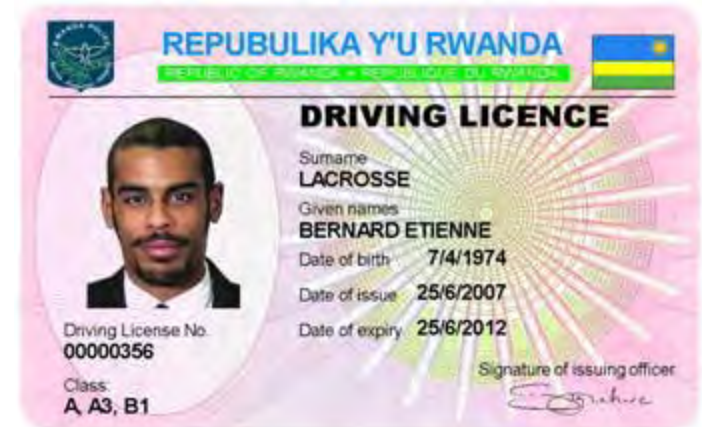 REPUBULIKA Y'U RWANDA
REPUBLIC OF RWANDA • REPUBLIQUE DU RWANDA
DRIVING LICENCE
Surname
LACROSSE
Given names
BERNARD ETIENNE
Date of birth 7/4/1974
Date of issue 25/6/2007
Date of expiry 25/6/2012
Driving License No.
00000356
Class:
A, A3, B1
Signature of issuing officer